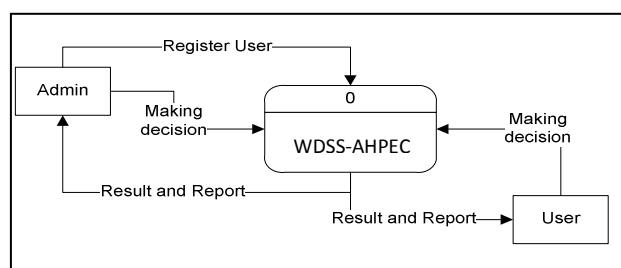 Register User
Admin
0
Making
decision
Making
decision
WDSS-AHPEC
Result and Report
Result and Report
User